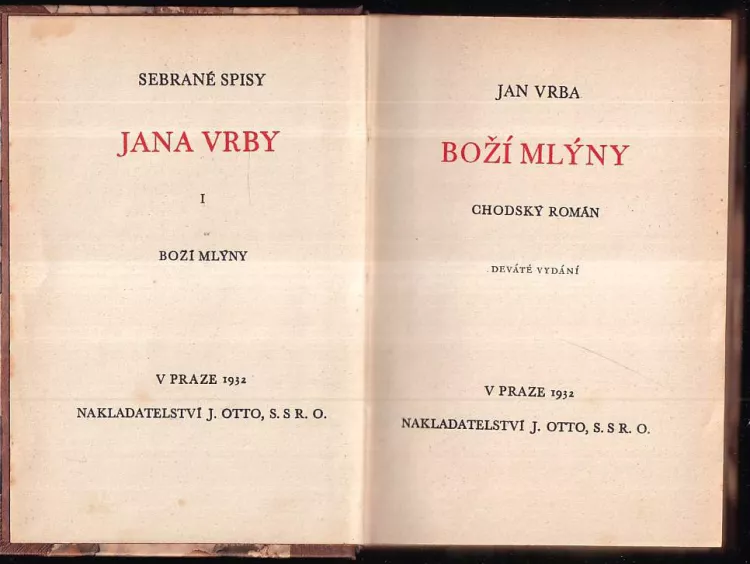 SEBRANÉ SPISY
JANA VRBY
I
BOŽÍ MLÝNY
V PRAZE 1932
NAKLADATELSTVÍ J. OTTO, S. S R. O.
JAN VRBA
BOŽÍ MLÝNY
CHODSKÝ ROMÁN
DEVÁTÉ VYDÁNÍ
V PRAZE 1932
NAKLADATELSTVÍ J. OTTO, S. S R. O.